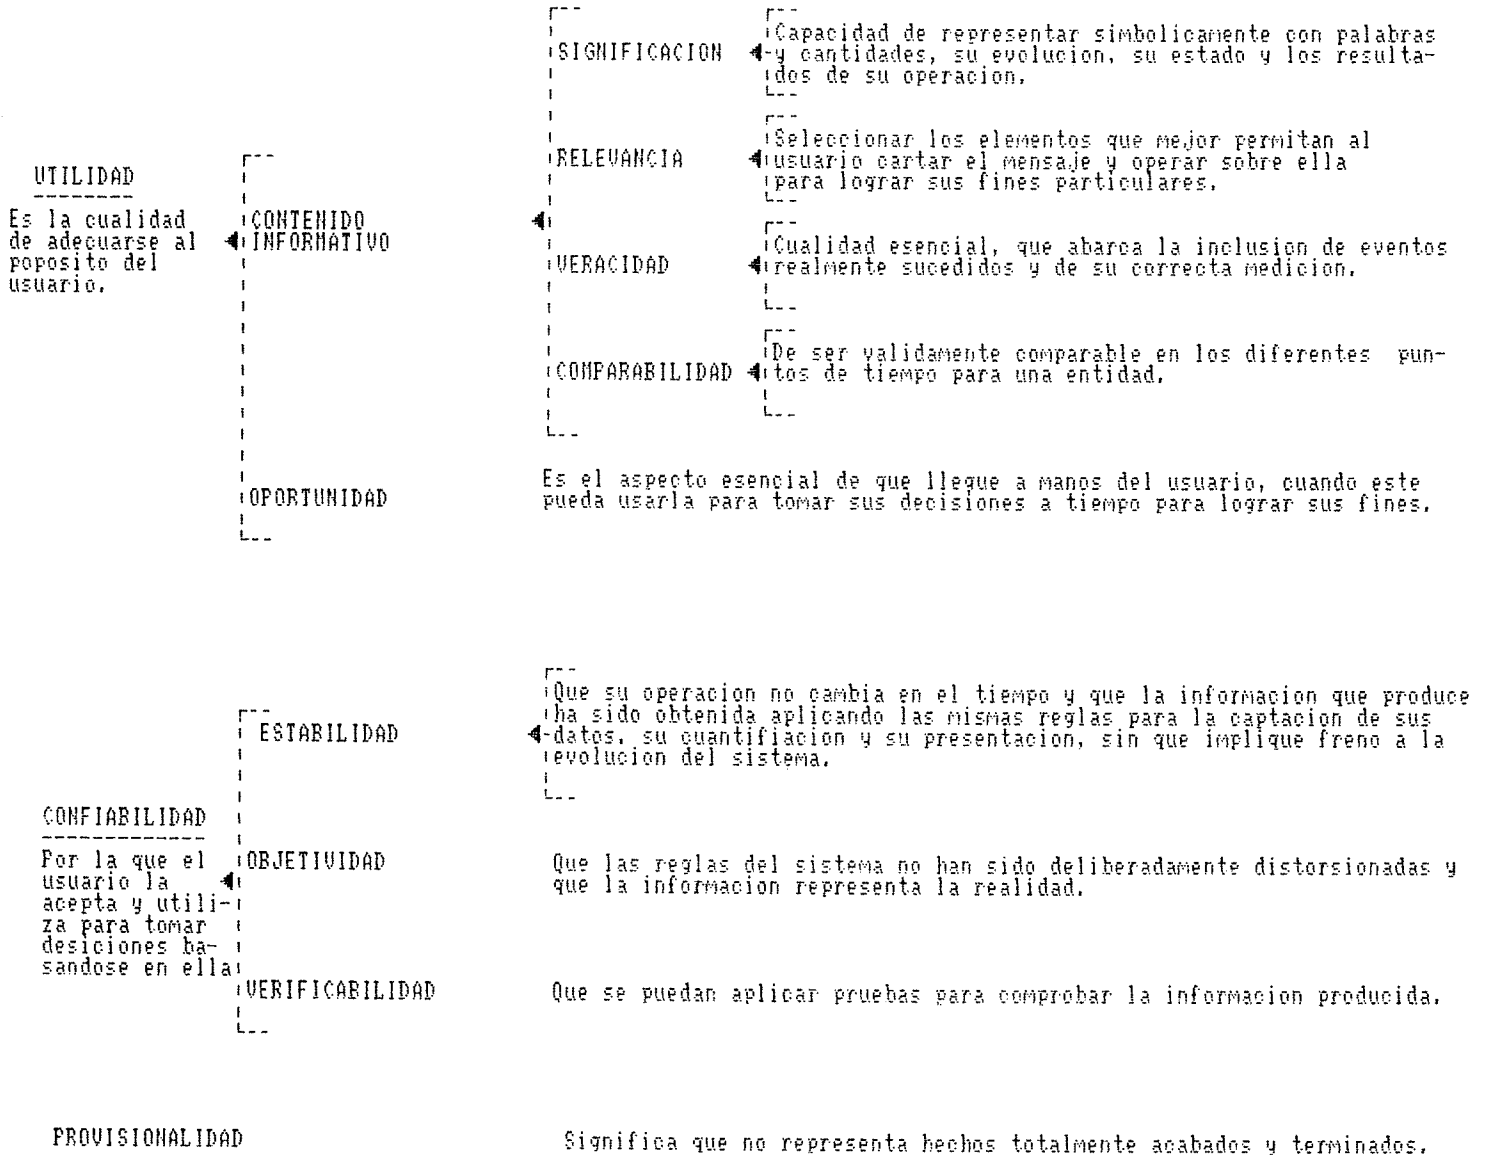 SIGNIFICACION
Capacidad de representar simbolicamente con palabras
y cantidades, su evolucion, su estado y los resulta-
dos de su operacion.
RELEVANCIA
Seleccionar los elementos que mejor permitan al
usuario cartar el mensaje y operar sobre ella
para lograr sus fines particulares.
UTILIDAD
Es la cualidad
de adecuarse al
poposito del
usuario.
CONTENIDO
INFORMATIVO
VERACIDAD
Cualidad esencial, que abarca la inclusion de eventos
realmente sucedidos y de su correcta medicion.
COMPARABILIDAD
De ser validamente comparable en los diferentes pun-
tos de tiempo para una entidad.
OPORTUNIDAD
Es el aspecto esencial de que llegue a manos del usuario, cuando este
pueda usarla para tomar sus decisiones a tiempo para lograr sus fines.
ESTABILIDAD
Que su operacion no cambia en el tiempo y que la informacion que produce
ha sido obtenida aplicando las mismas reglas para la captacion de sus
datos, su cuantifiacion y su presentacion, sin que implique freno a la
evolucion del sistema.
CONFIABILIDAD
Por la que el
usuario la
acepta y utili-
za para tomar
desiciones ba-
sandose en ella
OBJETIVIDAD
Que las reglas del sistema no han sido deliberadamente distorsionadas y
que la informacion representa la realidad.
VERIFICABILIDAD
Que se puedan aplicar pruebas para comprobar la informacion producida.
PROVISIONALIDAD
Significa que no representa hechos totalmente acabados y terminados.